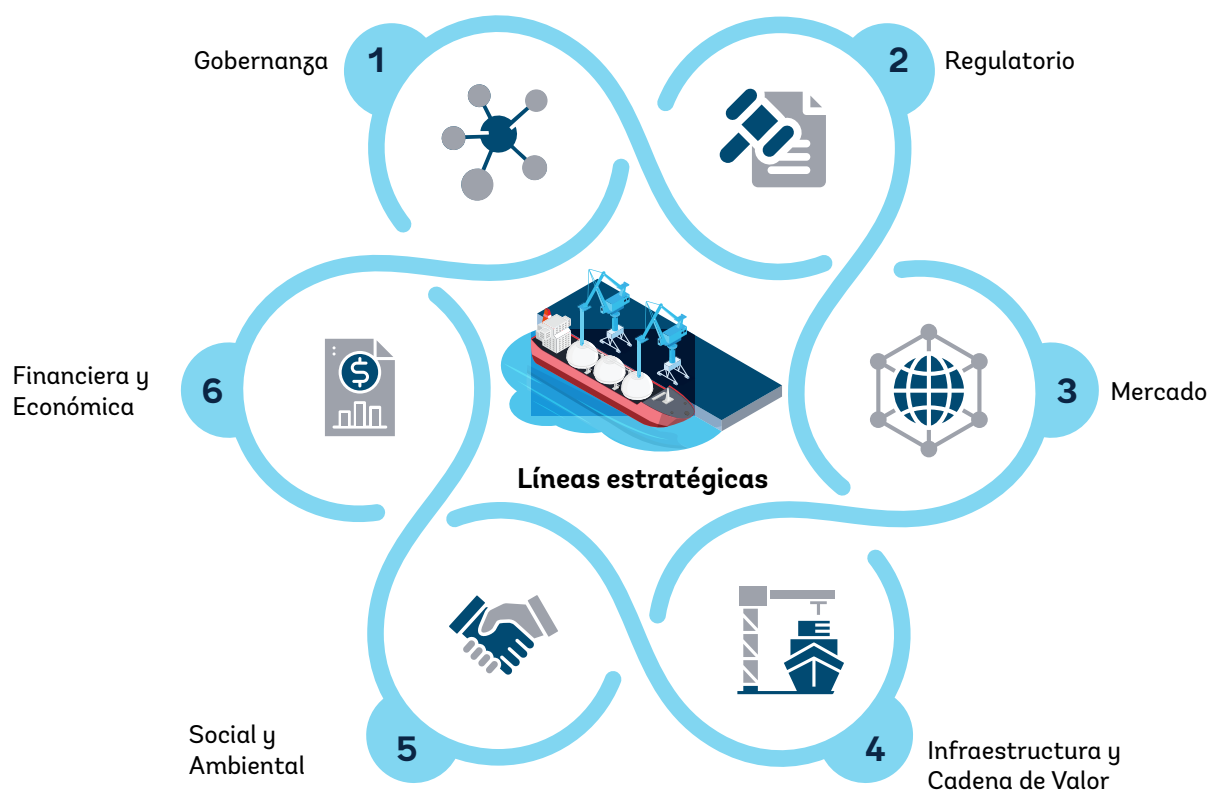 1
Gobernanza
2
Regulatorio
3
Mercado
4
Infraestructura y
Cadena de Valor
5
Social y
Ambiental
6
Financiera y
Económica
$
Líneas estratégicas